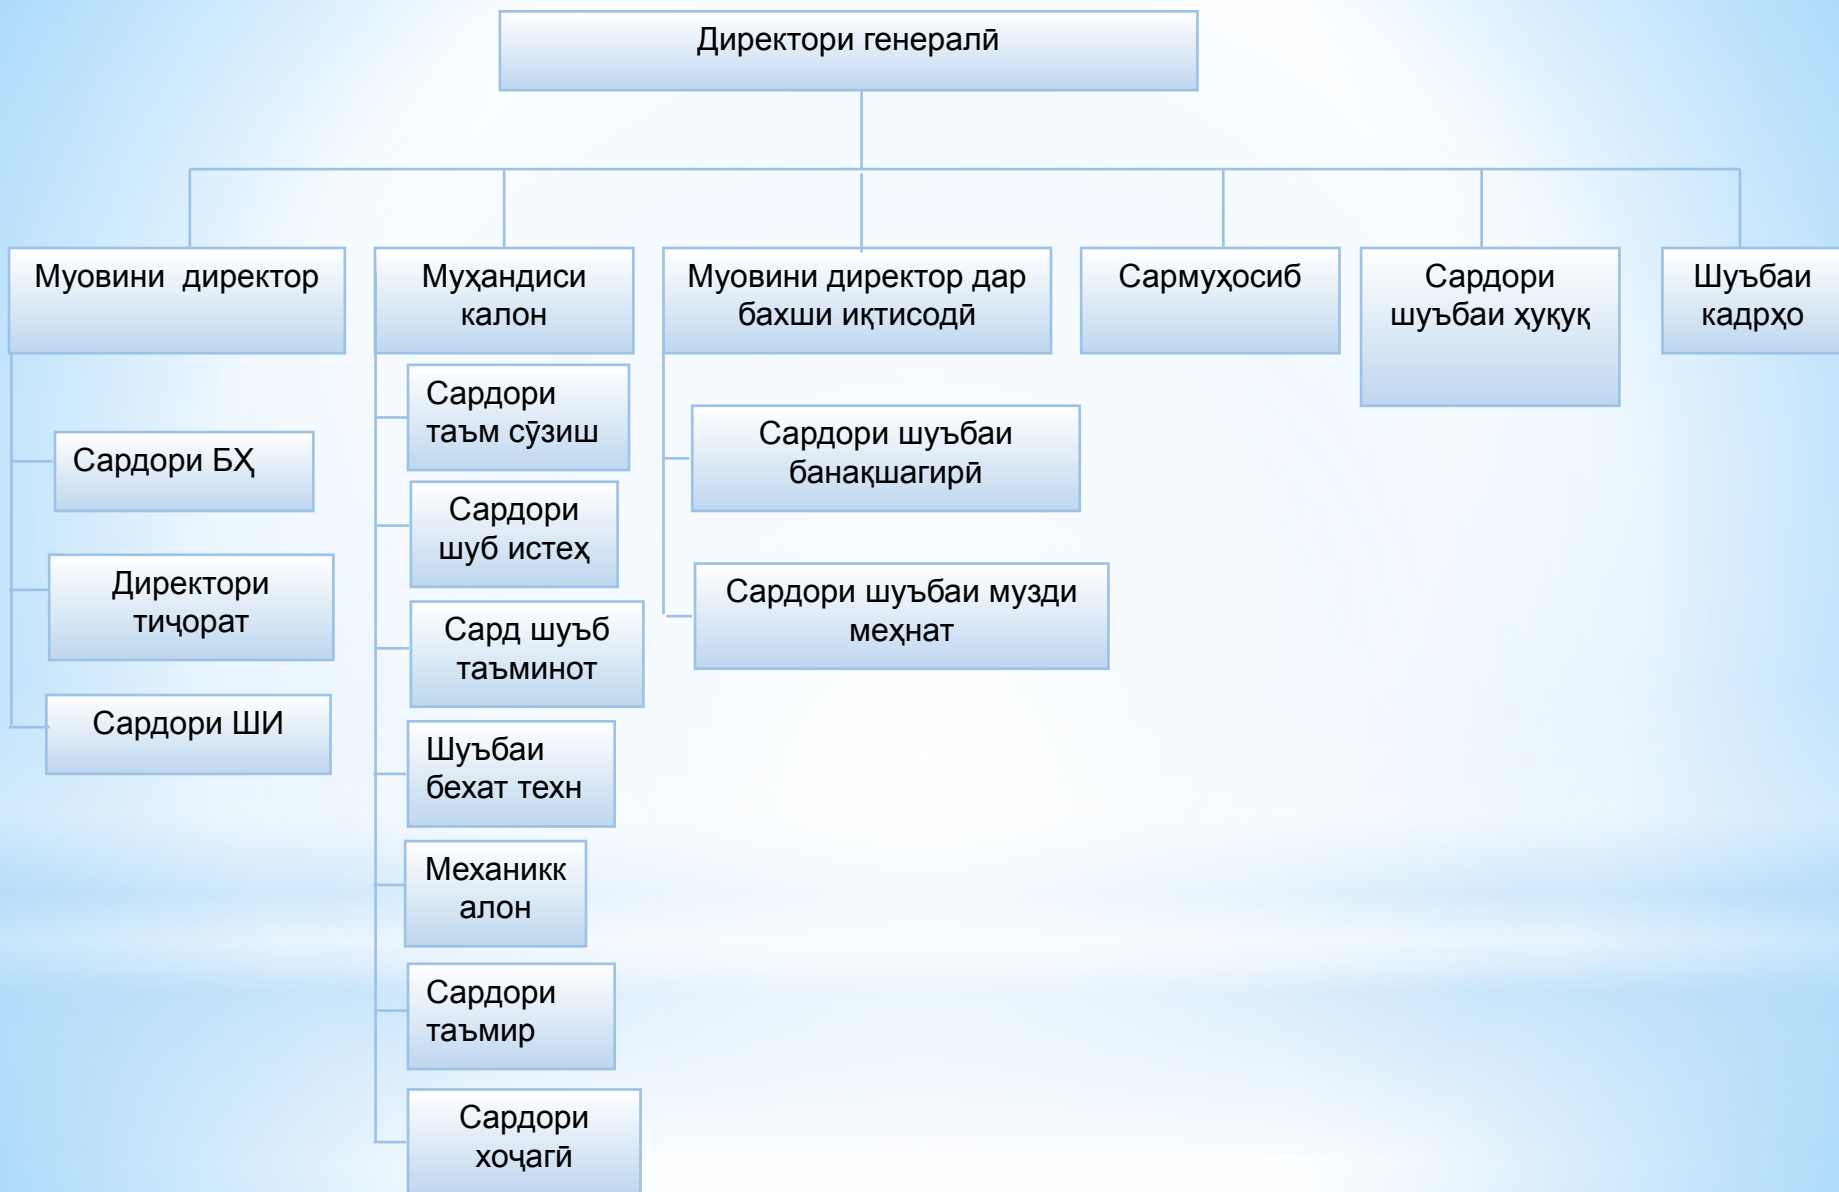 Директори генералӣ
Муовини директор
Муҳандиси
калон
Муовини директор дар
бахши иқтисодӣ
Сармуҳосиб
Сардори
шуъбаи ҳуқуқ
Шуъбаи
кадрҳо
Сардори БҲ
Директори
тиҷорат
Сардори ШИ
Сардори
таъм сӯзиш
Сардори
шуб истеҳ
Сард шуъб
таъминот
Шуъбаи
бехат техн
Механикк
алон
Сардори
таъмир
Сардори
хоҷагӣ
Сардори шуъбаи
банақшагирӣ
Сардори шуъбаи музди
меҳнат